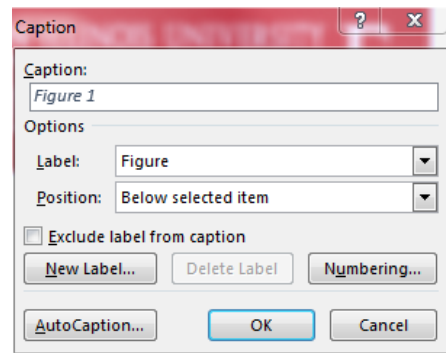 Caption
? X
Caption:
Figure 1
Options
Label: Figure
Position: Below selected item
Exclude label from caption
New Label... Delete Label Numbering...
AutoCaption... OK Cancel